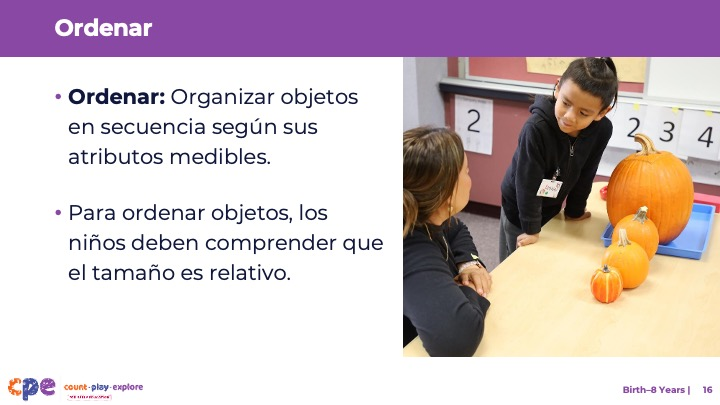 Ordenar
• Ordenar: Organizar objetos
en secuencia según sus
atributos medibles.
• Para ordenar objetos, los
niños deben comprender que
el tamaño es relativo.
2
2 3 4
cpe count·play·explore
Birth–8 Years | 16